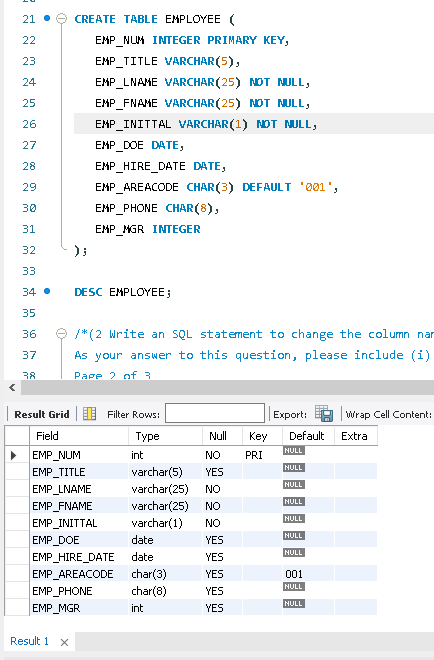 21 CREATE TABLE EMPLOYEE (
22 EMP_NUM INTEGER PRIMARY KEY,
23 EMP_TITLE VARCHAR(5),
24 EMP_LNAME VARCHAR(25) NOT NULL,
25 EMP_FNAME VARCHAR(25) NOT NULL,
26 EMP_INITTAL VARCHAR(1) NOT NULL,
27 EMP_DOE DATE,
28 EMP_HIRE_DATE DATE,
29 EMP_AREACODE CHAR(3) DEFAULT '001',
30 EMP_PHONE CHAR(8),
31 EMP_MGR INTEGER
32 );
33
34 DESC EMPLOYEE;
35
36 /*(2 Write an SQL statement to change the column nam
37 As your answer to this question, please include (i)
38 Page 2 of 3
Result Grid Filter Rows: Export: Wrap Cell Content:
Field Type Null Key Default Extra
EMP_NUM int NO PRI NULL
EMP_TITLE varchar(5) YES NULL
EMP_LNAME varchar(25) NO NULL
EMP_FNAME varchar(25) NO NULL
EMP_INITTAL varchar(1) NO NULL
EMP_DOE date YES NULL
EMP_HIRE_DATE date YES NULL
EMP_AREACODE char(3) YES 001
EMP_PHONE char(8) YES NULL
EMP_MGR int YES NULL
Result 1